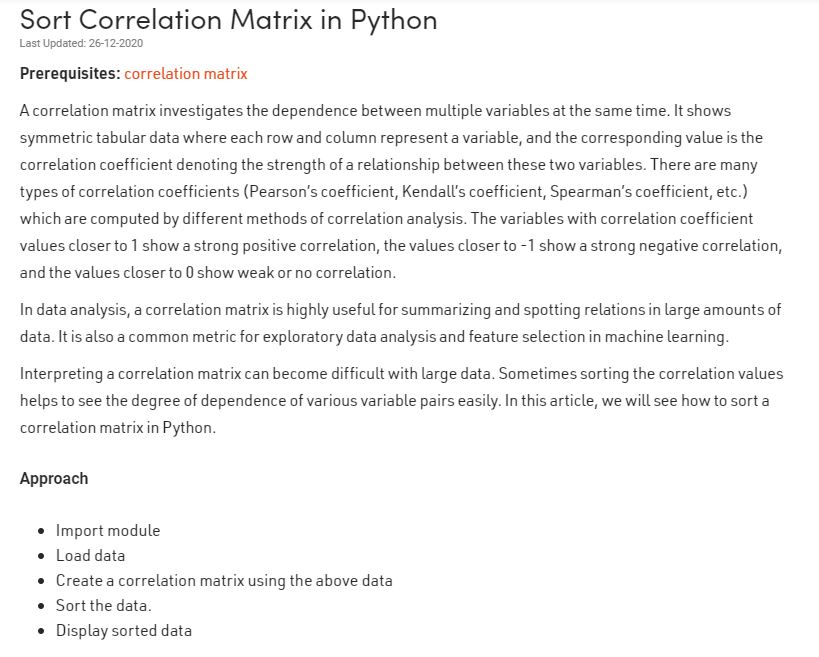 Sort Correlation Matrix in Python
Last Updated: 26-12-2020
Prerequisites: correlation matrix
A correlation matrix investigates the dependence between multiple variables at the same time. It shows
symmetric tabular data where each row and column represent a variable, and the corresponding value is the
correlation coefficient denoting the strength of a relationship between these two variables. There are many
types of correlation coefficients (Pearson’s coefficient, Kendall’s coefficient, Spearman’s coefficient, etc.)
which are computed by different methods of correlation analysis. The variables with correlation coefficient
values closer to 1 show a strong positive correlation, the values closer to -1 show a strong negative correlation,
and the values closer to 0 show weak or no correlation.
In data analysis, a correlation matrix is highly useful for summarizing and spotting relations in large amounts of
data. It is also a common metric for exploratory data analysis and feature selection in machine learning.
Interpreting a correlation matrix can become difficult with large data. Sometimes sorting the correlation values
helps to see the degree of dependence of various variable pairs easily. In this article, we will see how to sort a
correlation matrix in Python.
Approach
• Import module
• Load data
• Create a correlation matrix using the above data
• Sort the data.
• Display sorted data